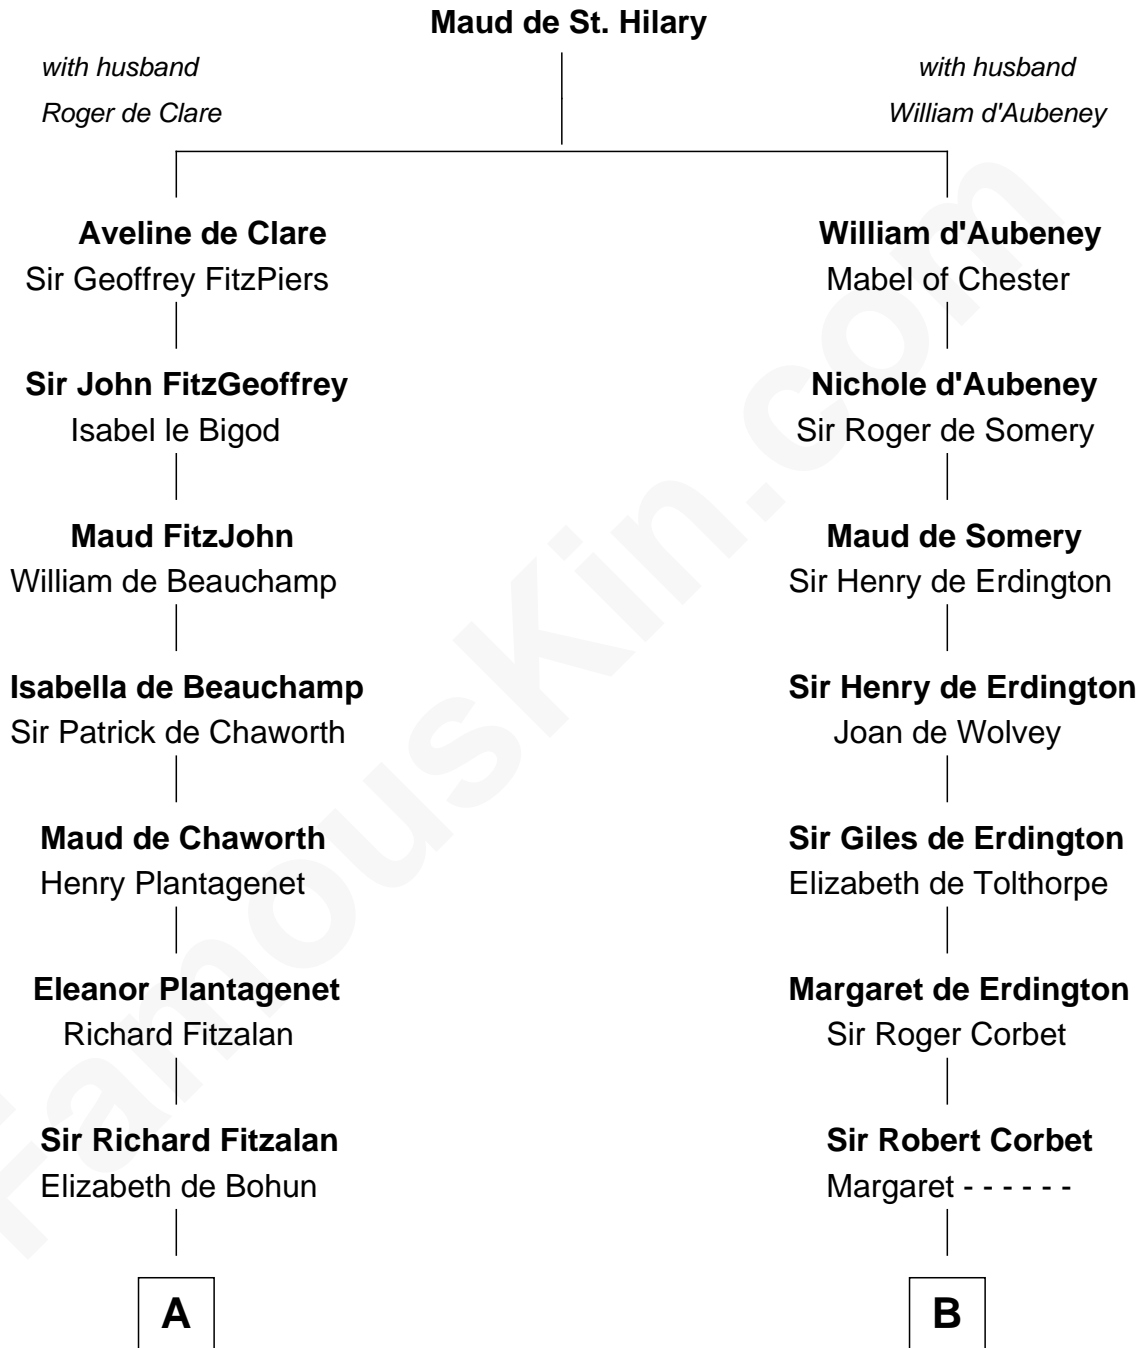 Maud de St. Hilary
with husband
Roger de Clare
with husband
William d'Aubeney
Aveline de Clare
Sir Geoffrey FitzPiers
William d'Aubeney
Mabel of Chester
Sir John FitzGeoffrey
Isabel le Bigod
Nichole d'Aubeney
Sir Roger de Somery
Maud FitzJohn
William de Beauchamp
Maud de Somery
Sir Henry de Erdington
Isabella de Beauchamp
Sir Patrick de Chaworth
Sir Henry de Erdington
Joan de Wolvey
Maud de Chaworth
Henry Plantagenet
Sir Giles de Erdington
Elizabeth de Tolthorpe
Eleanor Plantagenet
Richard Fitzalan
Margaret de Erdington
Sir Roger Corbet
Sir Richard Fitzalan
Elizabeth de Bohun
Sir Robert Corbet
Margaret - - - - - -
A
B
FamousKin.com